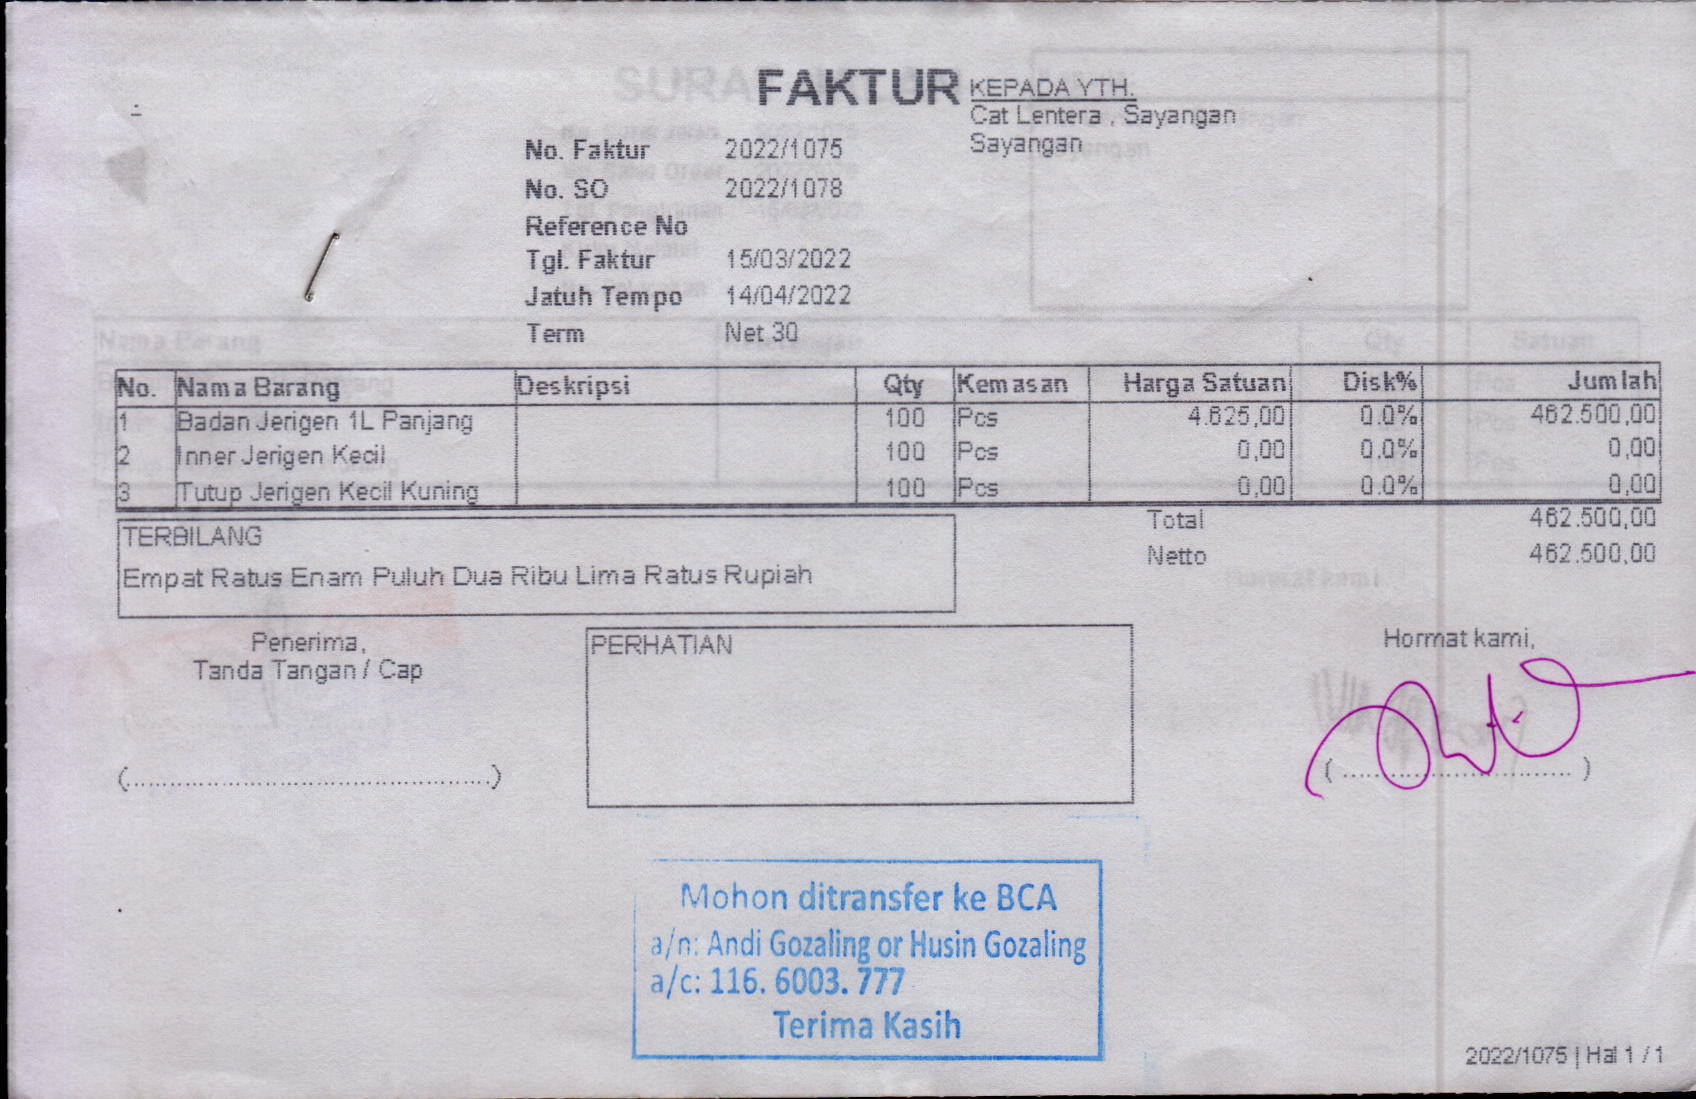 FAKTUR
KEPADA YTH.
Cat Lentera , Sayangan
Sayangan
No. Faktur 2022/1075
No. SO 2022/1078
Reference No
Tgl. Faktur 15/03/2022
Jatuh Tempo 14/04/2022
Term Net 30
No. Nama Barang Deskripsi Qty Kemasan Harga Satuan Disk% Jumlah
1 Badan Jerigen 1L Panjang 100 Pcs 4.625,00 0.0% 462.500,00
2 Inner Jerigen Kecil 100 Pcs 0,00 0.0% 0,00
3 Tutup Jerigen Kecil Kuning 100 Pcs 0,00 0.0% 0,00
Total 462.500,00
Netto 462.500,00
TERBILANG
Empat Ratus Enam Puluh Dua Ribu Lima Ratus Rupiah
Penerima,
Tanda Tangan / Cap
(..........................................)
PERHATIAN
Hormat kami,
( ........................... )
Mohon ditransfer ke BCA
a/n: Andi Gozaling or Husin Gozaling
a/c: 116. 6003. 777
Terima Kasih
2022/1075 | Hal 1 / 1